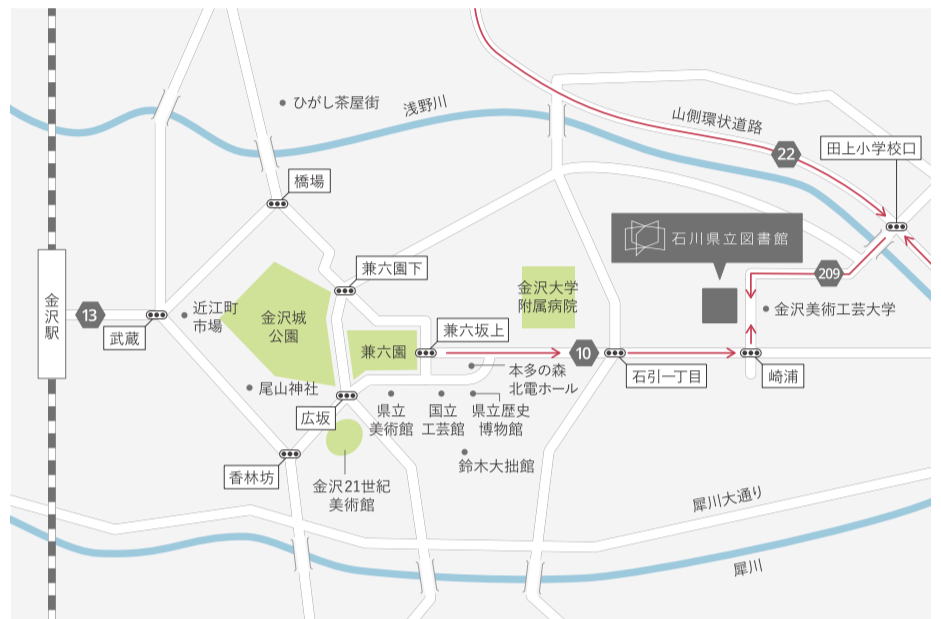 ひがし茶屋街
浅野川
山側環状道路
22
田上小学校口
橋場
石川県立図書館
兼六園下
209
金沢大学
附属病院
金沢駅
13
近江町
市場
金沢城
公園
金沢美術工芸大学
武蔵
兼六園
兼六坂上
10
尾山神社
本多の森
北電ホール
石引一丁目
崎浦
広坂
県立
美術館
国立
工芸館
県立歴史
博物館
香林坊
鈴木大拙館
金沢21世紀
美術館
犀川大通り
犀川